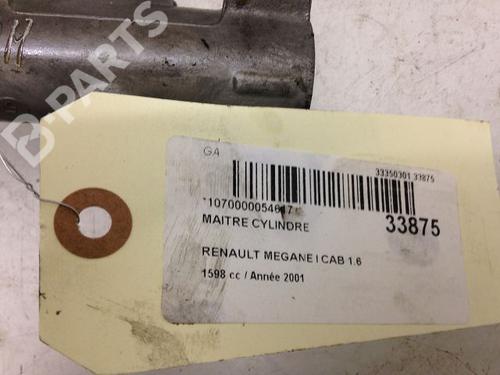 B-PARTS
G4
33350301 33875
*1070000054617*
33875
MAITRE CYLINDRE
RENAULT MEGANE I CAB 1.6
1598 cc / Année 2001